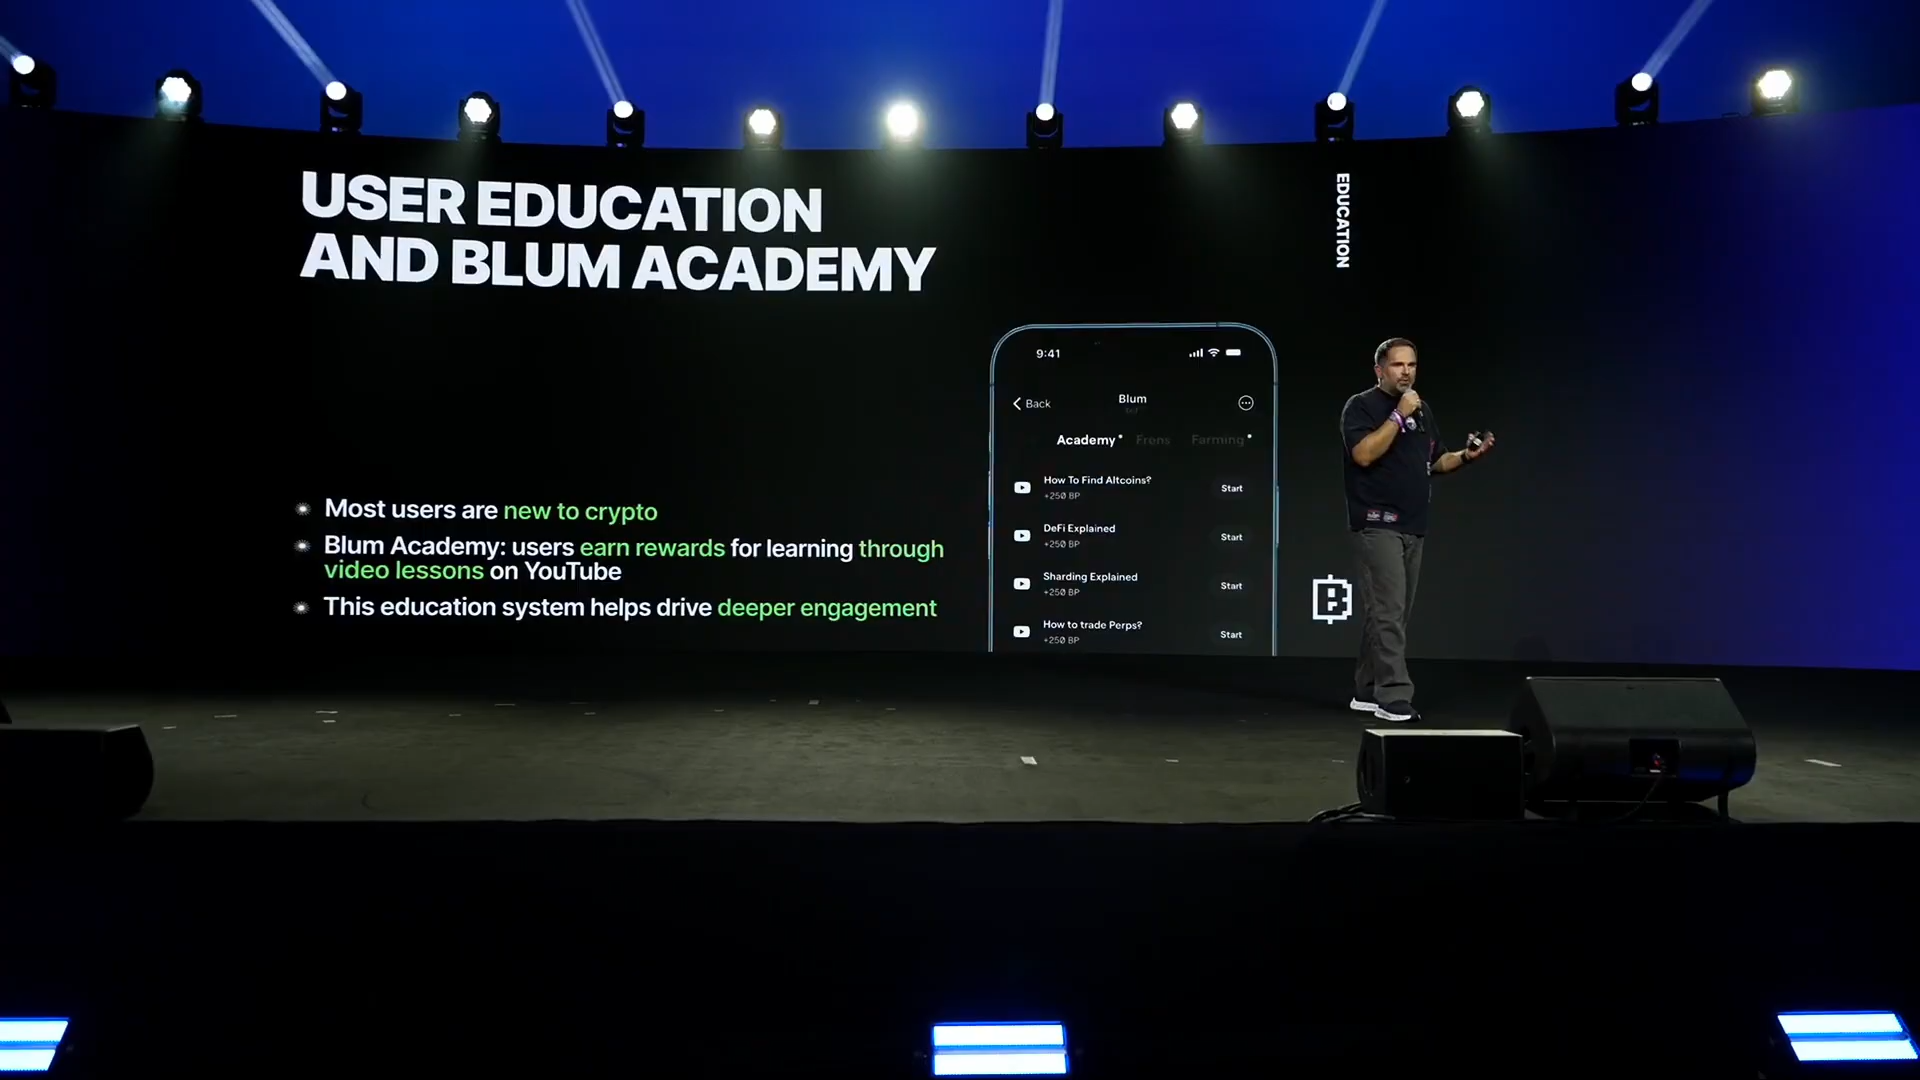 USER EDUCATION
AND BLUM ACADEMY
EDUCATION
Most users are new to crypto
Blum Academy: users earn rewards for learning through
video lessons on YouTube
This education system helps drive deeper engagement
9:41
Back
Blum
Academy
Frens
Farming
How To Find Altcoins?
+250 BP
Start
DeFi Explained
+250 BP
Start
Sharding Explained
+250 BP
Start
How to trade Perps?
+250 BP
Start